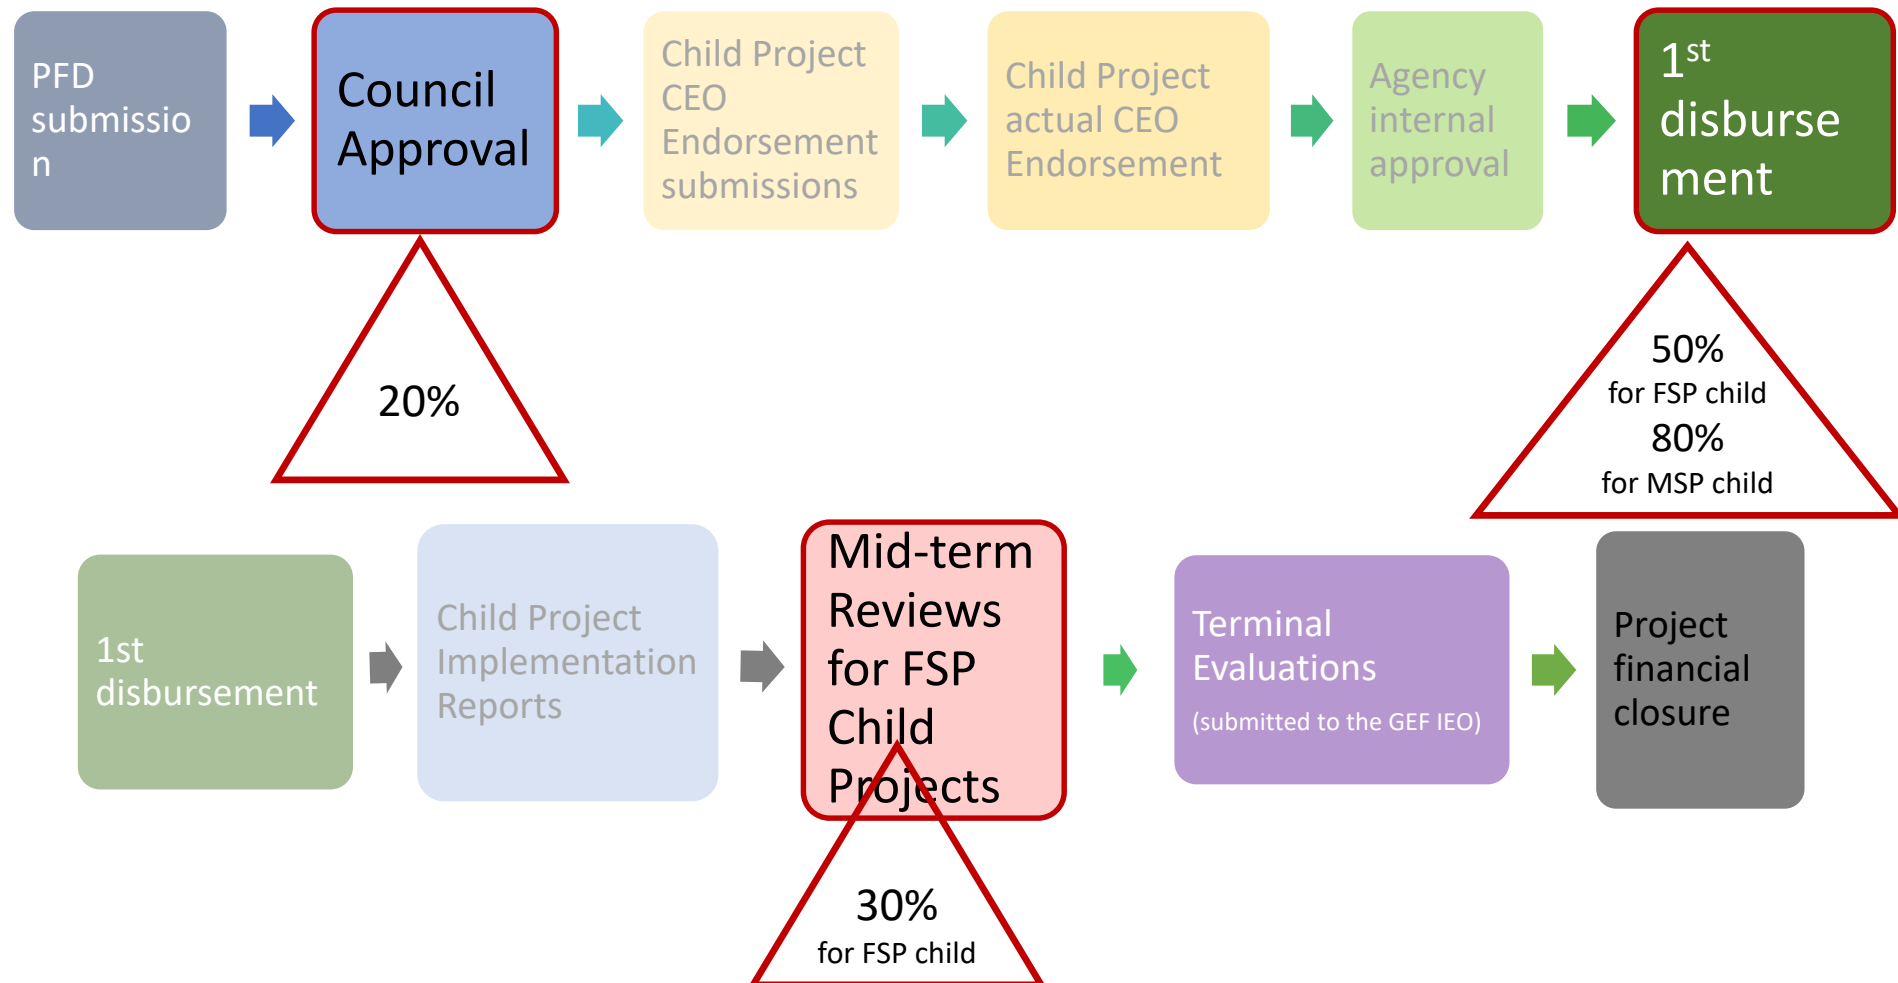 PFD
submissio
n
Council
Approval
Child Project
CEO
Endorsement
submissions
Child Project
actual CEO
Endorsement
Agency
internal
approval
1st
disburse
ment
20%
50%
for FSP child
80%
for MSP child
1st
disbursement
Child Project
Implementation
Reports
Mid-term
Reviews
for FSP
Child
Projects
30%
for FSP child
Terminal
Evaluations
(submitted to the GEF IEO)
Project
financial
closure